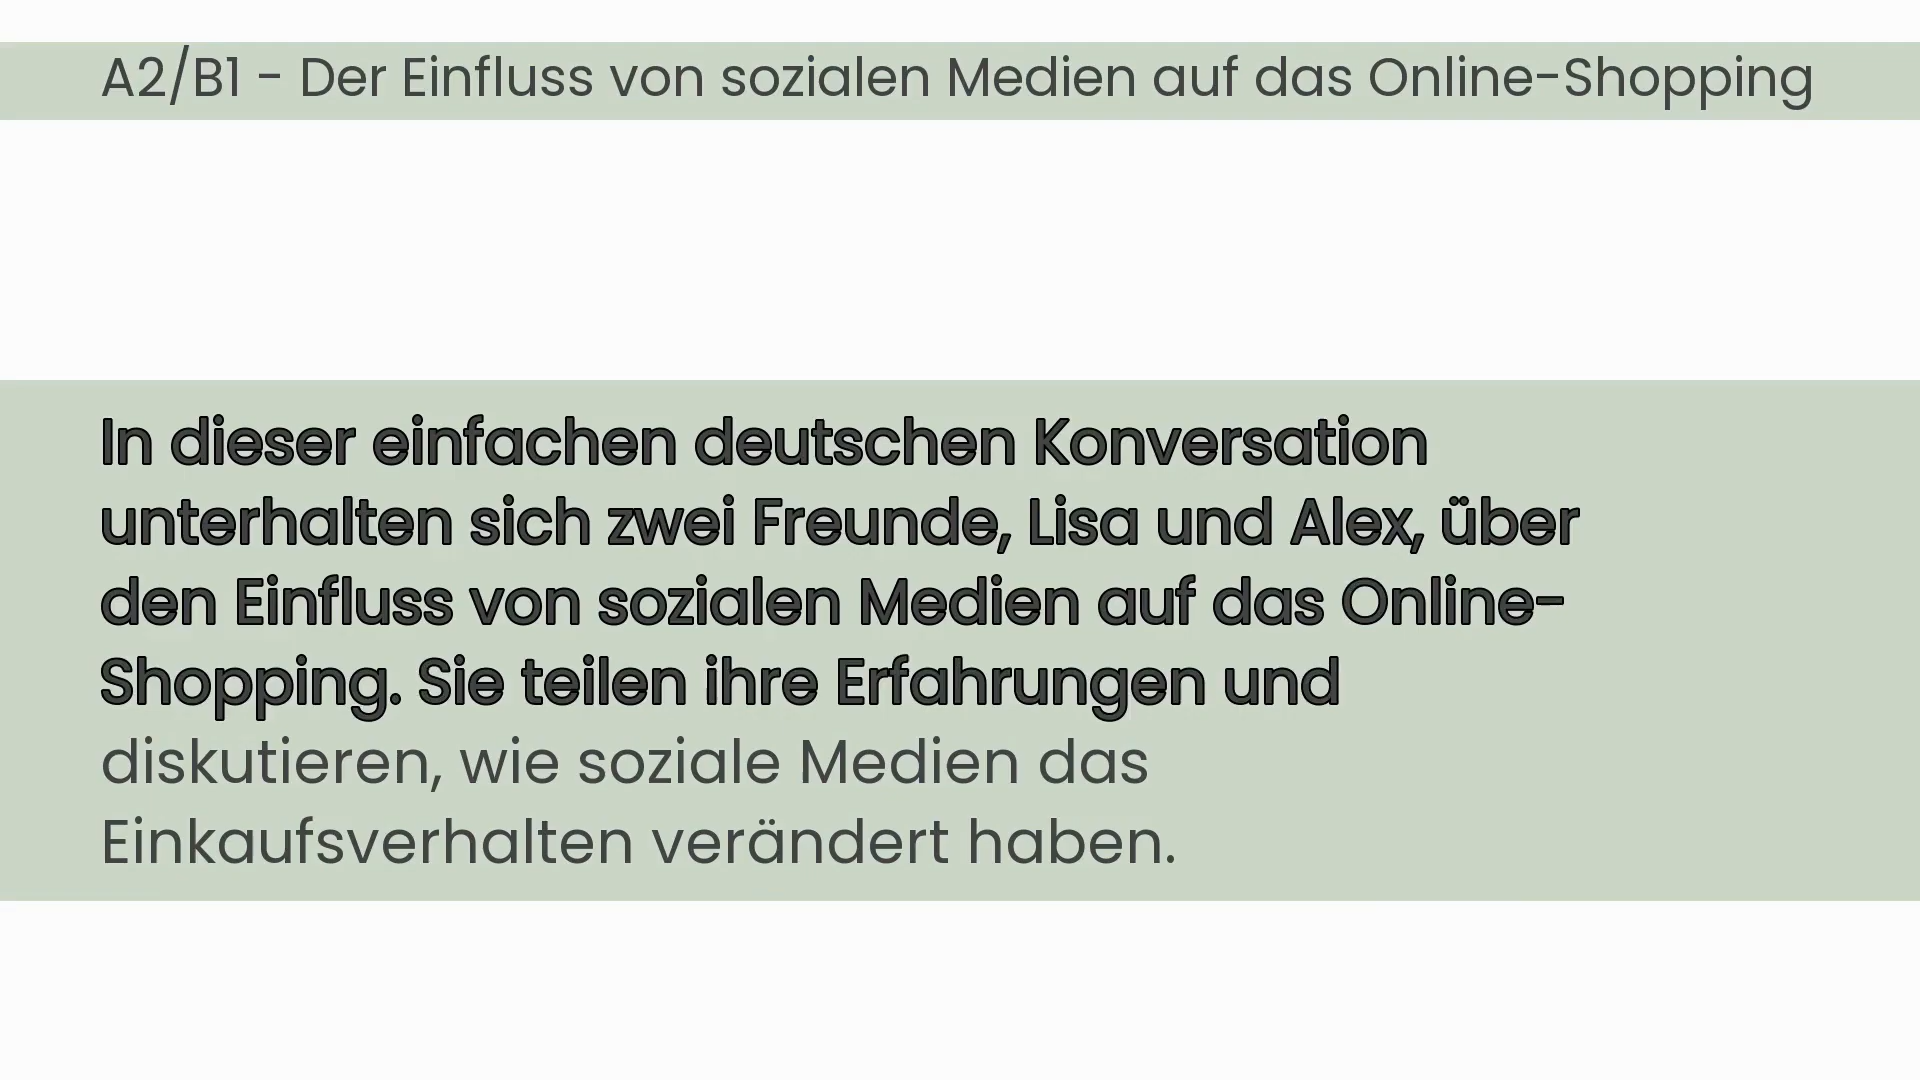 A2/B1 - Der Einfluss von sozialen Medien auf das Online-Shopping
In dieser einfachen deutschen Konversation
unterhalten sich zwei Freunde, Lisa und Alex, über
den Einfluss von sozialen Medien auf das Online-
Shopping. Sie teilen ihre Erfahrungen und
diskutieren, wie soziale Medien das
Einkaufsverhalten verändert haben.